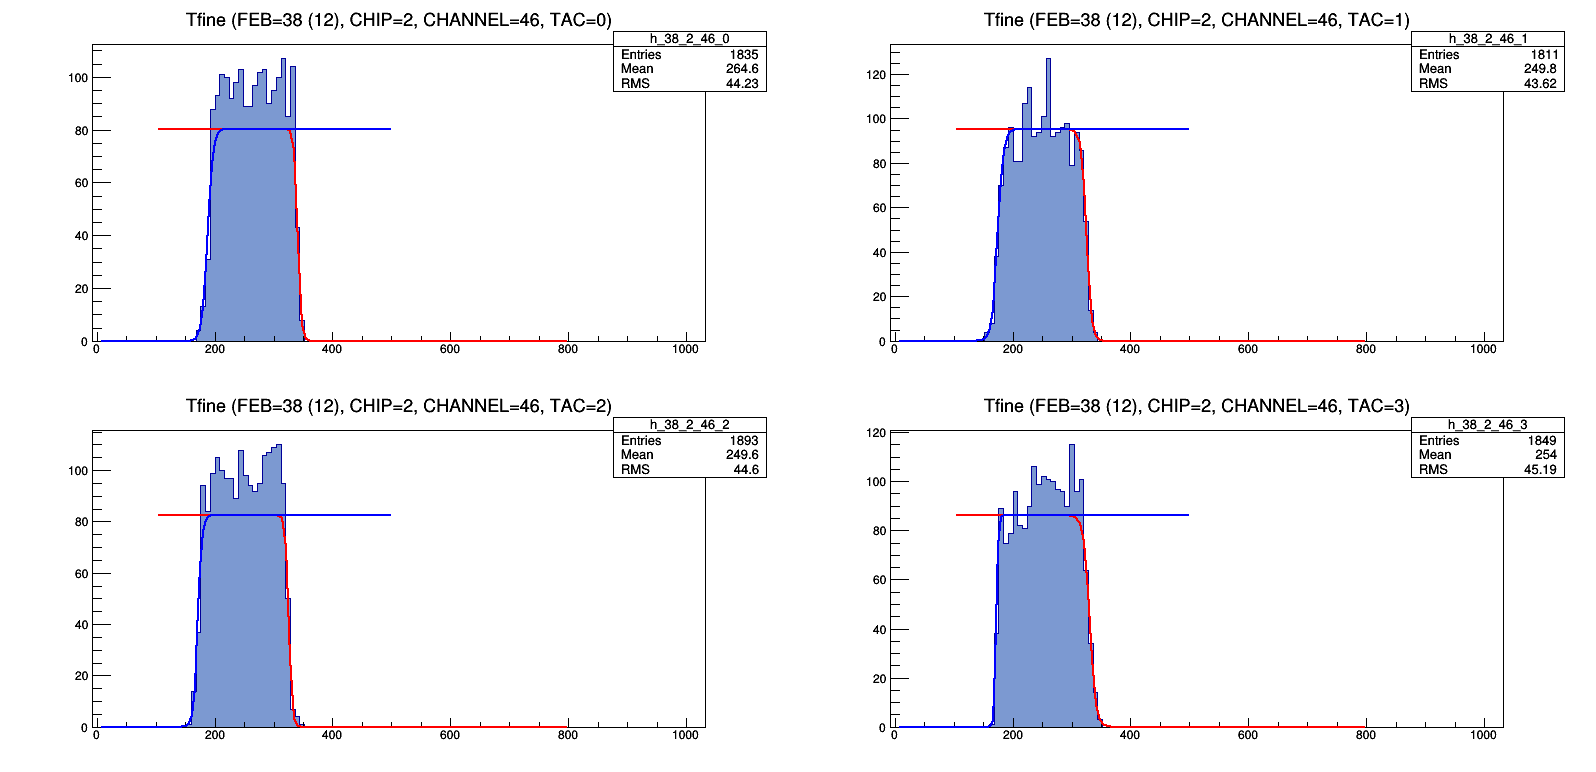 Tfine (FEB=38 (12), CHIP=2, CHANNEL=46, TAC=0)
h_38_2_46_0
Entries 1835
Mean 264.6
RMS 44.23
100
80
60
40
20
0
0 200 400 600 800 1000
Tfine (FEB=38 (12), CHIP=2, CHANNEL=46, TAC=1)
h_38_2_46_1
Entries 1811
Mean 249.8
RMS 43.62
120
100
80
60
40
20
0
0 200 400 600 800 1000
Tfine (FEB=38 (12), CHIP=2, CHANNEL=46, TAC=2)
h_38_2_46_2
Entries 1893
Mean 249.6
RMS 44.6
100
80
60
40
20
0
0 200 400 600 800 1000
Tfine (FEB=38 (12), CHIP=2, CHANNEL=46, TAC=3)
h_38_2_46_3
Entries 1849
Mean 254
RMS 45.19
120
100
80
60
40
20
0
0 200 400 600 800 1000